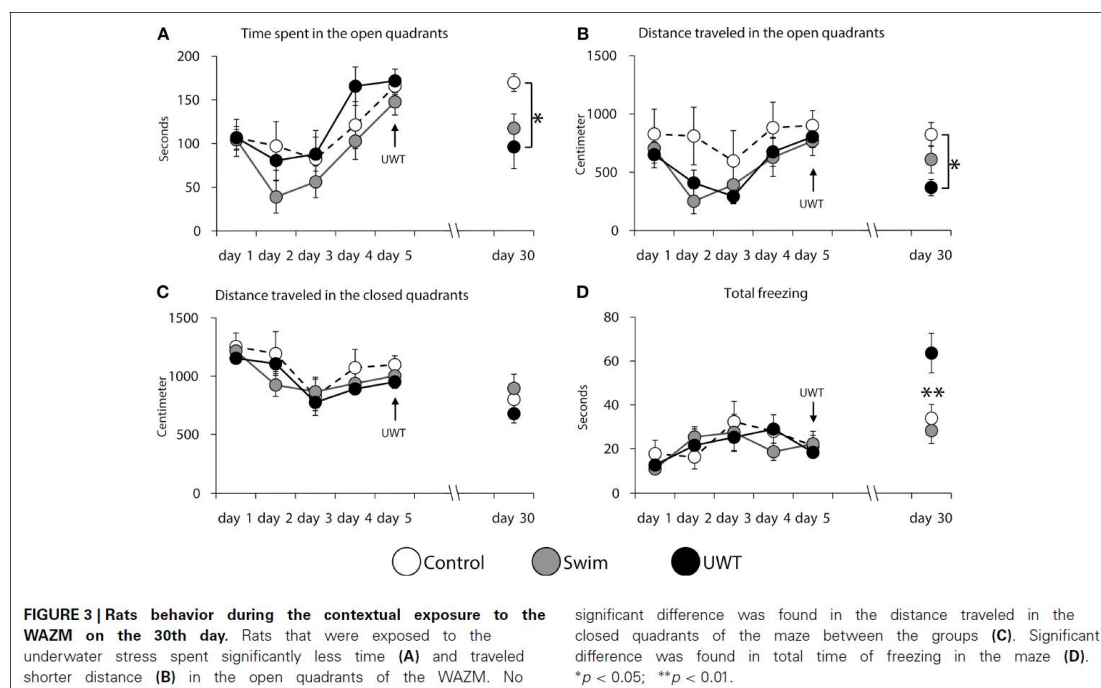 A Time spent in the open quadrants
200
150
100
50
0
Seconds
UWT
*
day 1 day 2 day 3 day 4 day 5 day 30
B Distance traveled in the open quadrants
1500
1000
500
0
Centimeter
UWT
*
day 1 day 2 day 3 day 4 day 5 day 30
C Distance traveled in the closed quadrants
1500
1000
500
0
Centimeter
UWT
day 1 day 2 day 3 day 4 day 5 day 30
D Total freezing
80
60
40
20
0
Seconds
UWT
**
day 1 day 2 day 3 day 4 day 5 day 30
Control Swim UWT
FIGURE 3 | Rats behavior during the contextual exposure to the
WAZM on the 30th day. Rats that were exposed to the
underwater stress spent significantly less time (A) and traveled
shorter distance (B) in the open quadrants of the WAZM. No
significant difference was found in the distance traveled in the
closed quadrants of the maze between the groups (C). Significant
difference was found in total time of freezing in the maze (D).
*p < 0.05; **p < 0.01.